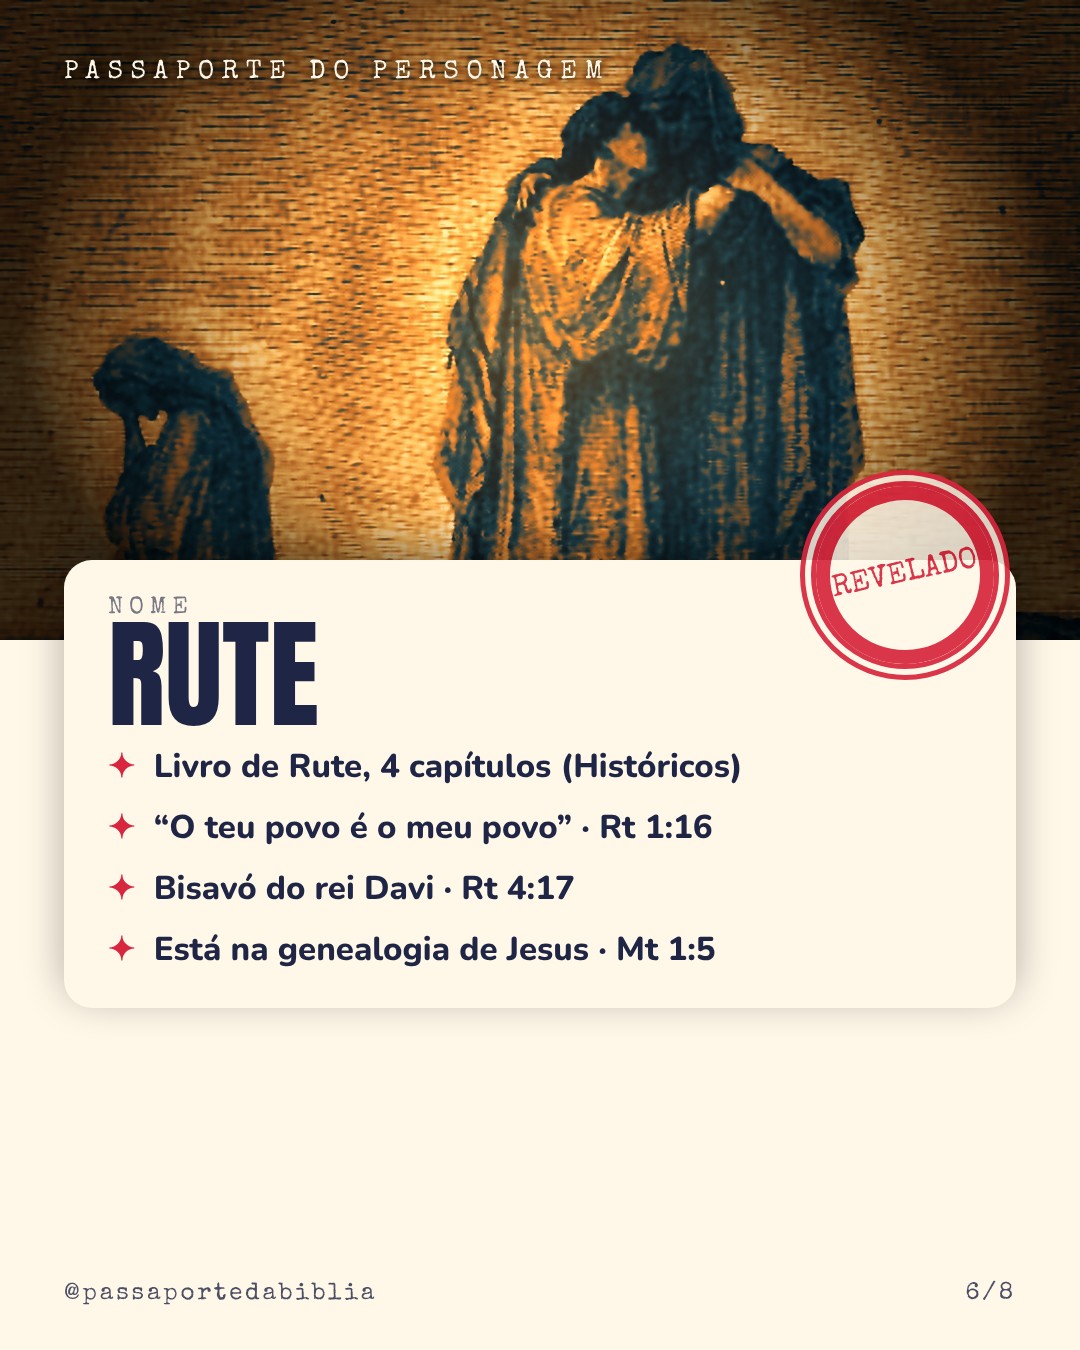 PASSAPORTE DO PERSONAGEM
REVELADO
NOME
RUTE
Livro de Rute, 4 capítulos (Históricos)
“O teu povo é o meu povo” · Rt 1:16
Bisavó do rei Davi · Rt 4:17
Está na genealogia de Jesus · Mt 1:5
@passaportedabiblia
6/8